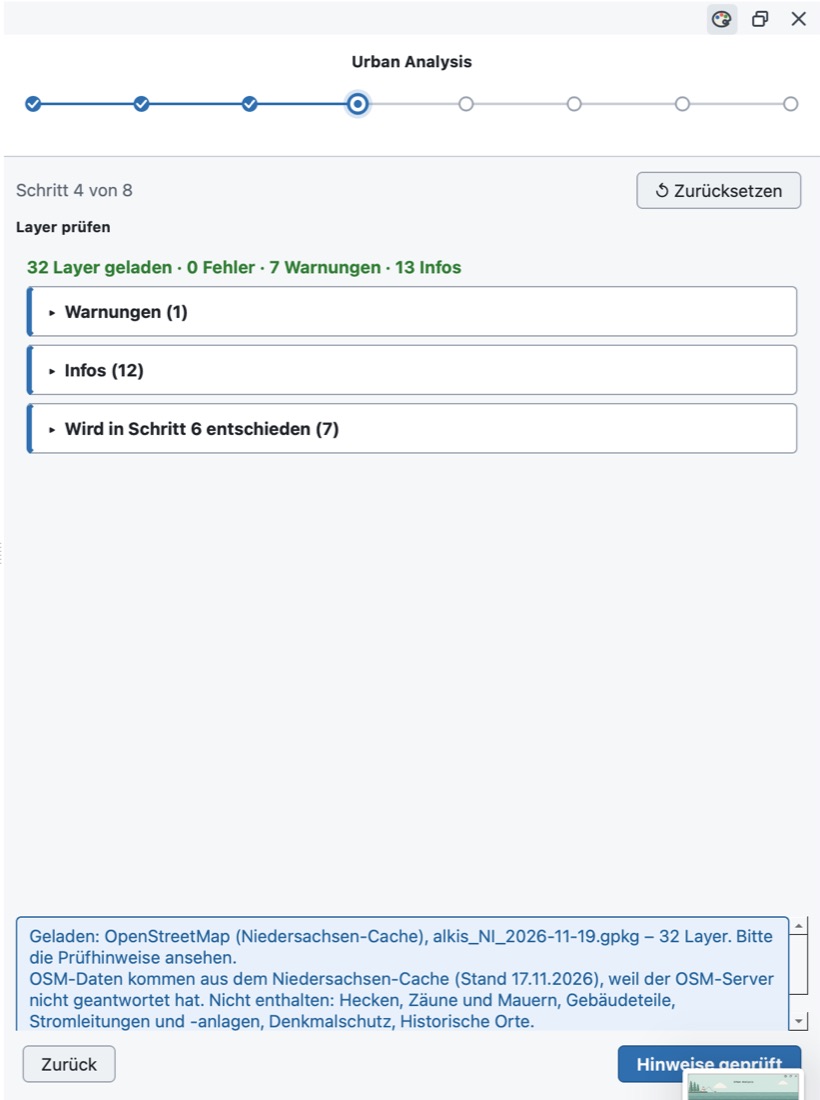 Urban Analysis
Schritt 4 von 8
Zurücksetzen
Layer prüfen
32 Layer geladen · 0 Fehler · 7 Warnungen · 13 Infos
Warnungen (1)
Infos (12)
Wird in Schritt 6 entschieden (7)
Geladen: OpenStreetMap (Niedersachsen-Cache), alkis_NI_2026-11-19.gpkg – 32 Layer. Bitte
die Prüfhinweise ansehen.
OSM-Daten kommen aus dem Niedersachsen-Cache (Stand 17.11.2026), weil der OSM-Server
nicht geantwortet hat. Nicht enthalten: Hecken, Zäune und Mauern, Gebäudeteile,
Stromleitungen und -anlagen, Denkmalschutz, Historische Orte.
Zurück
Hinweise geprüft